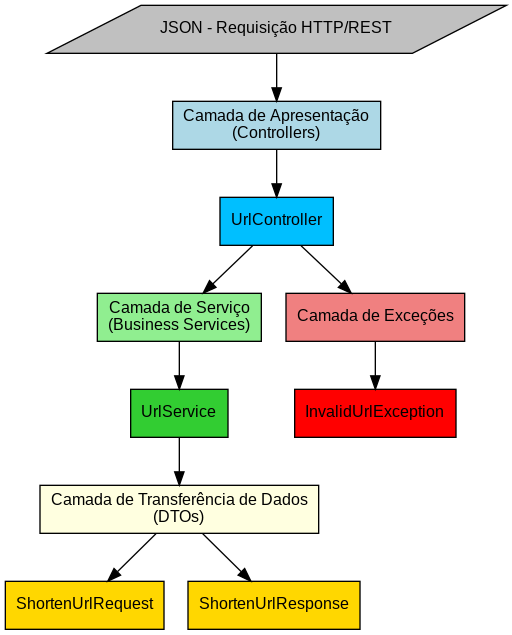 JSON - Requisição HTTP/REST
Camada de Apresentação
(Controllers)
UrlController
Camada de Serviço
(Business Services)
Camada de Exceções
UrlService
InvalidUrlException
Camada de Transferência de Dados
(DTOs)
ShortenUrlRequest
ShortenUrlResponse